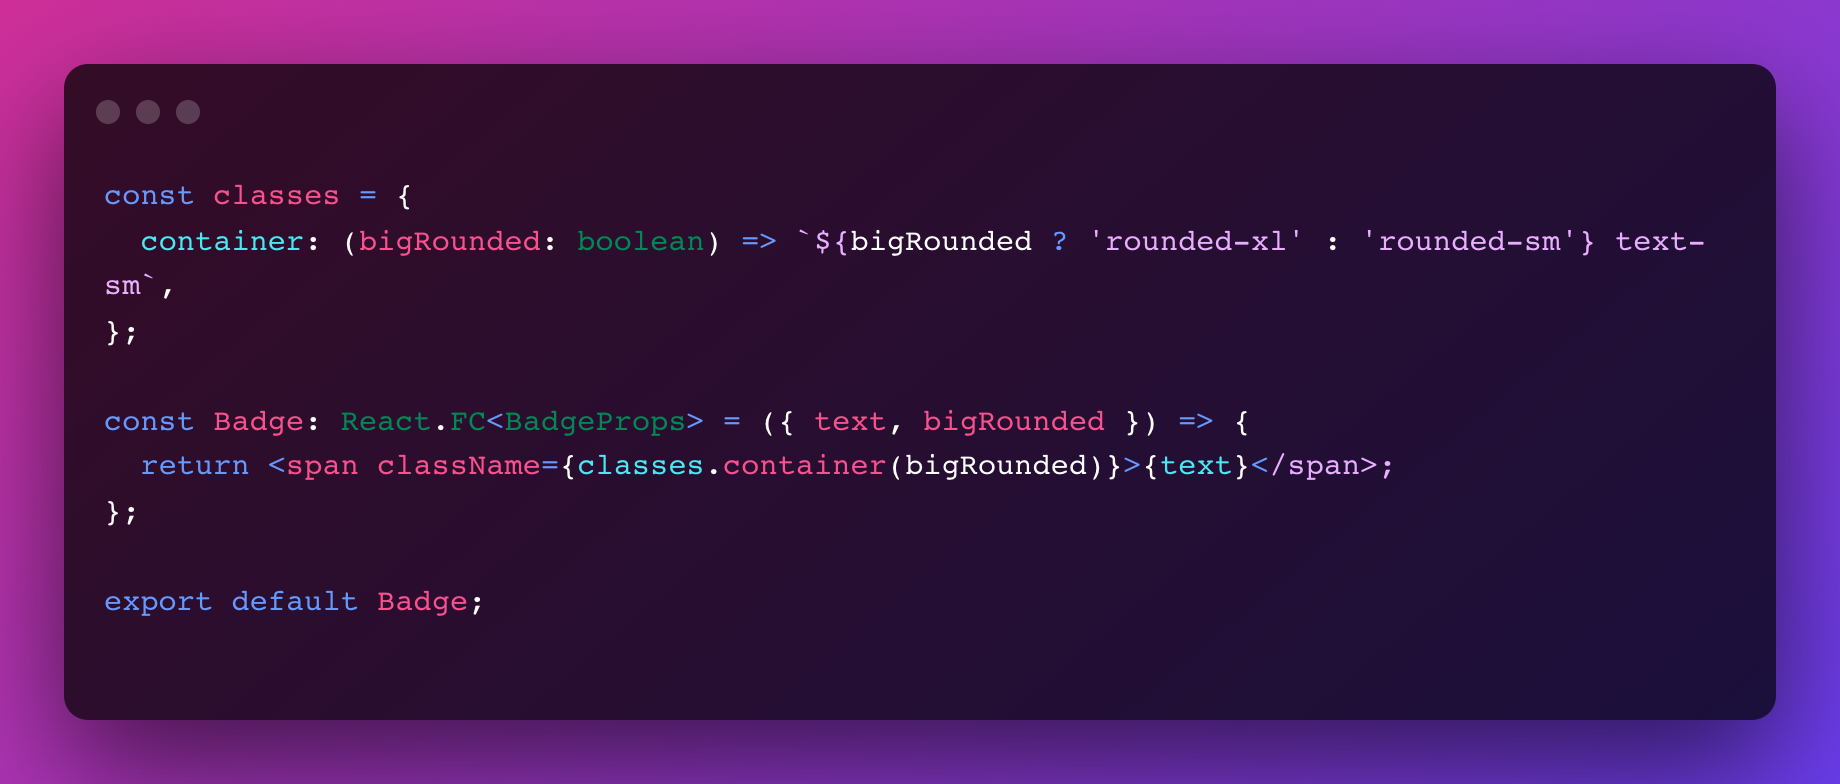 const classes = {
  container: (bigRounded: boolean) => `${bigRounded ? 'rounded-xl' : 'rounded-sm'} text-
sm`,
};

const Badge: React.FC<BadgeProps> = ({ text, bigRounded }) => {
  return <span className={classes.container(bigRounded)}>{text}</span>;
};

export default Badge;